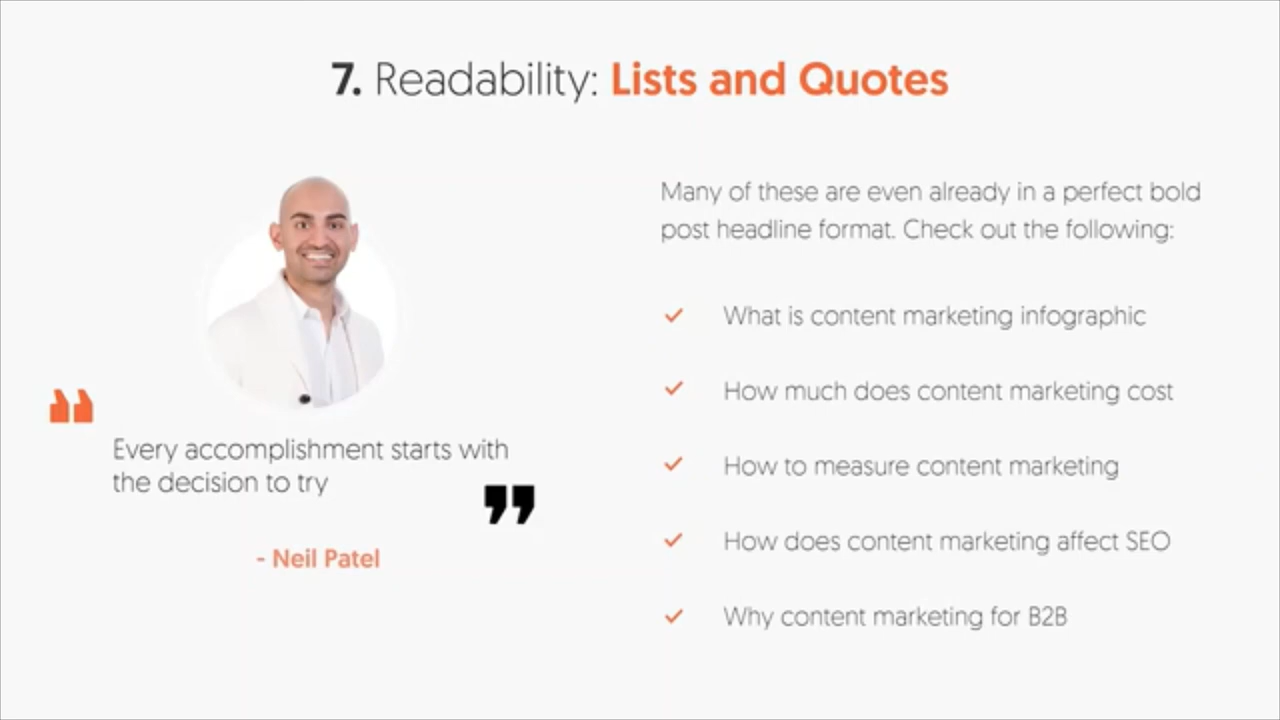 7. Readability: Lists and Quotes
“
Every accomplishment starts with
the decision to try
”
- Neil Patel
Many of these are even already in a perfect bold
post headline format. Check out the following:
What is content marketing infographic
How much does content marketing cost
How to measure content marketing
How does content marketing affect SEO
Why content marketing for B2B